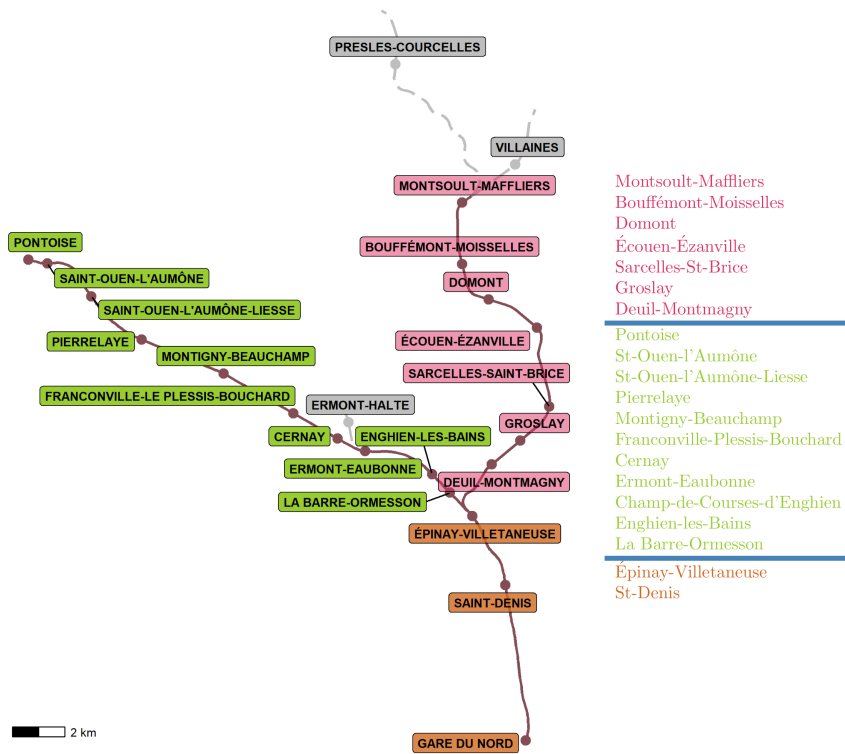 PRESLES-COURCELLES
VILLAINES
MONTSOULT-MAFFLIERS
BOUFFÉMONT-MOISSELLES
DOMONT
ÉCOUEN-ÉZANVILLE
SARCELLES-SAINT-BRICE
GROSLAY
DEUIL-MONTMAGNY
PONTOISE
SAINT-OUEN-L'AUMÔNE
SAINT-OUEN-L'AUMÔNE-LIESSE
PIERRELAYE
MONTIGNY-BEAUCHAMP
FRANCONVILLE-LE PLESSIS-BOUCHARD
ERMONT-HALTE
CERNAY
ENGHIEN-LES-BAINS
ERMONT-EAUBONNE
LA BARRE-ORMESSON
ÉPINAY-VILLETANEUSE
SAINT-DENIS
GARE DU NORD
2 km
Montsoult-Maffliers
Bouffémont-Moisselles
Domont
Écouen-Ézanville
Sarcelles-St-Brice
Groslay
Deuil-Montmagny
Pontoise
St-Ouen-l'Aumône
St-Ouen-l'Aumône-Liesse
Pierrelaye
Montigny-Beauchamp
Franconville-Plessis-Bouchard
Cernay
Ermont-Eaubonne
Champ-de-Courses-d'Enghien
Enghien-les-Bains
La Barre-Ormesson
Épinay-Villetaneuse
St-Denis